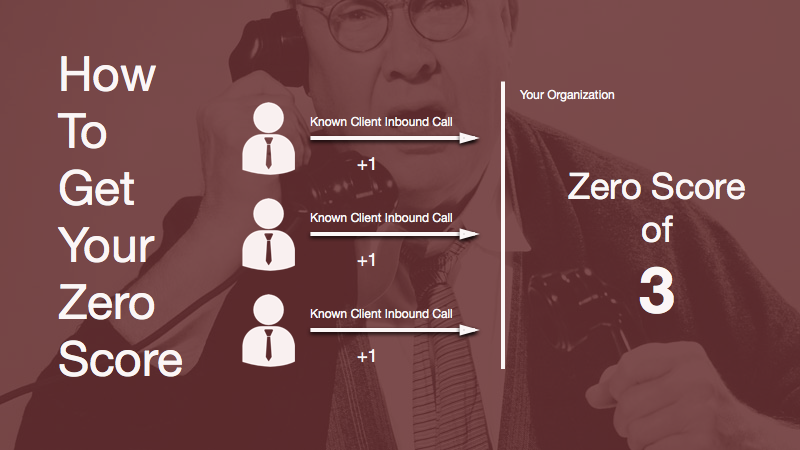 How
To
Get
Your
Zero
Score
Known Client Inbound Call
+1
Known Client Inbound Call
+1
Known Client Inbound Call
+1
Your Organization
Zero Score
of
3